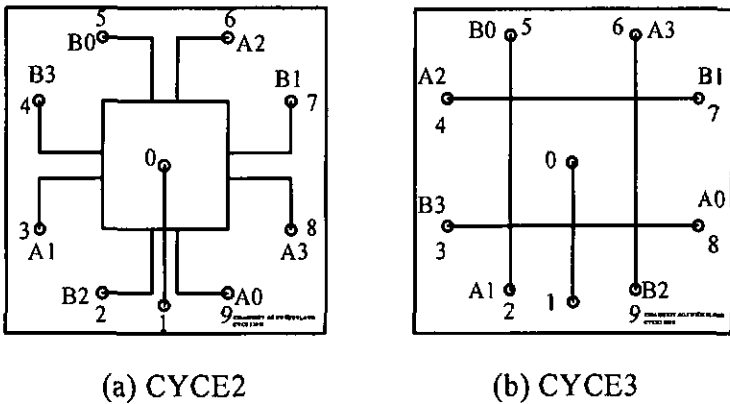 5 6
B0 A2
B3 B1
4 7
0
3 8
A1 A3
B2 A0
2 1 9
(a) CYCE2
B0 5 6 A3
A2 B1
4 7
0
B3 A0
3 8
A1 B2
2 1 9
(b) CYCE3